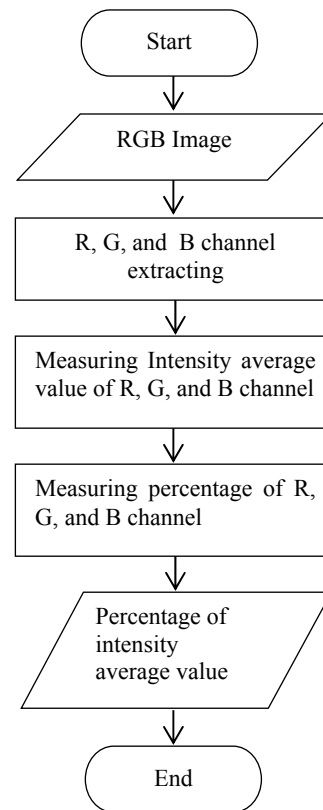 Start
RGB Image
R, G, and B channel
extracting
Measuring Intensity average
value of R, G, and B channel
Measuring percentage of R,
G, and B channel
Percentage of
intensity
average value
End